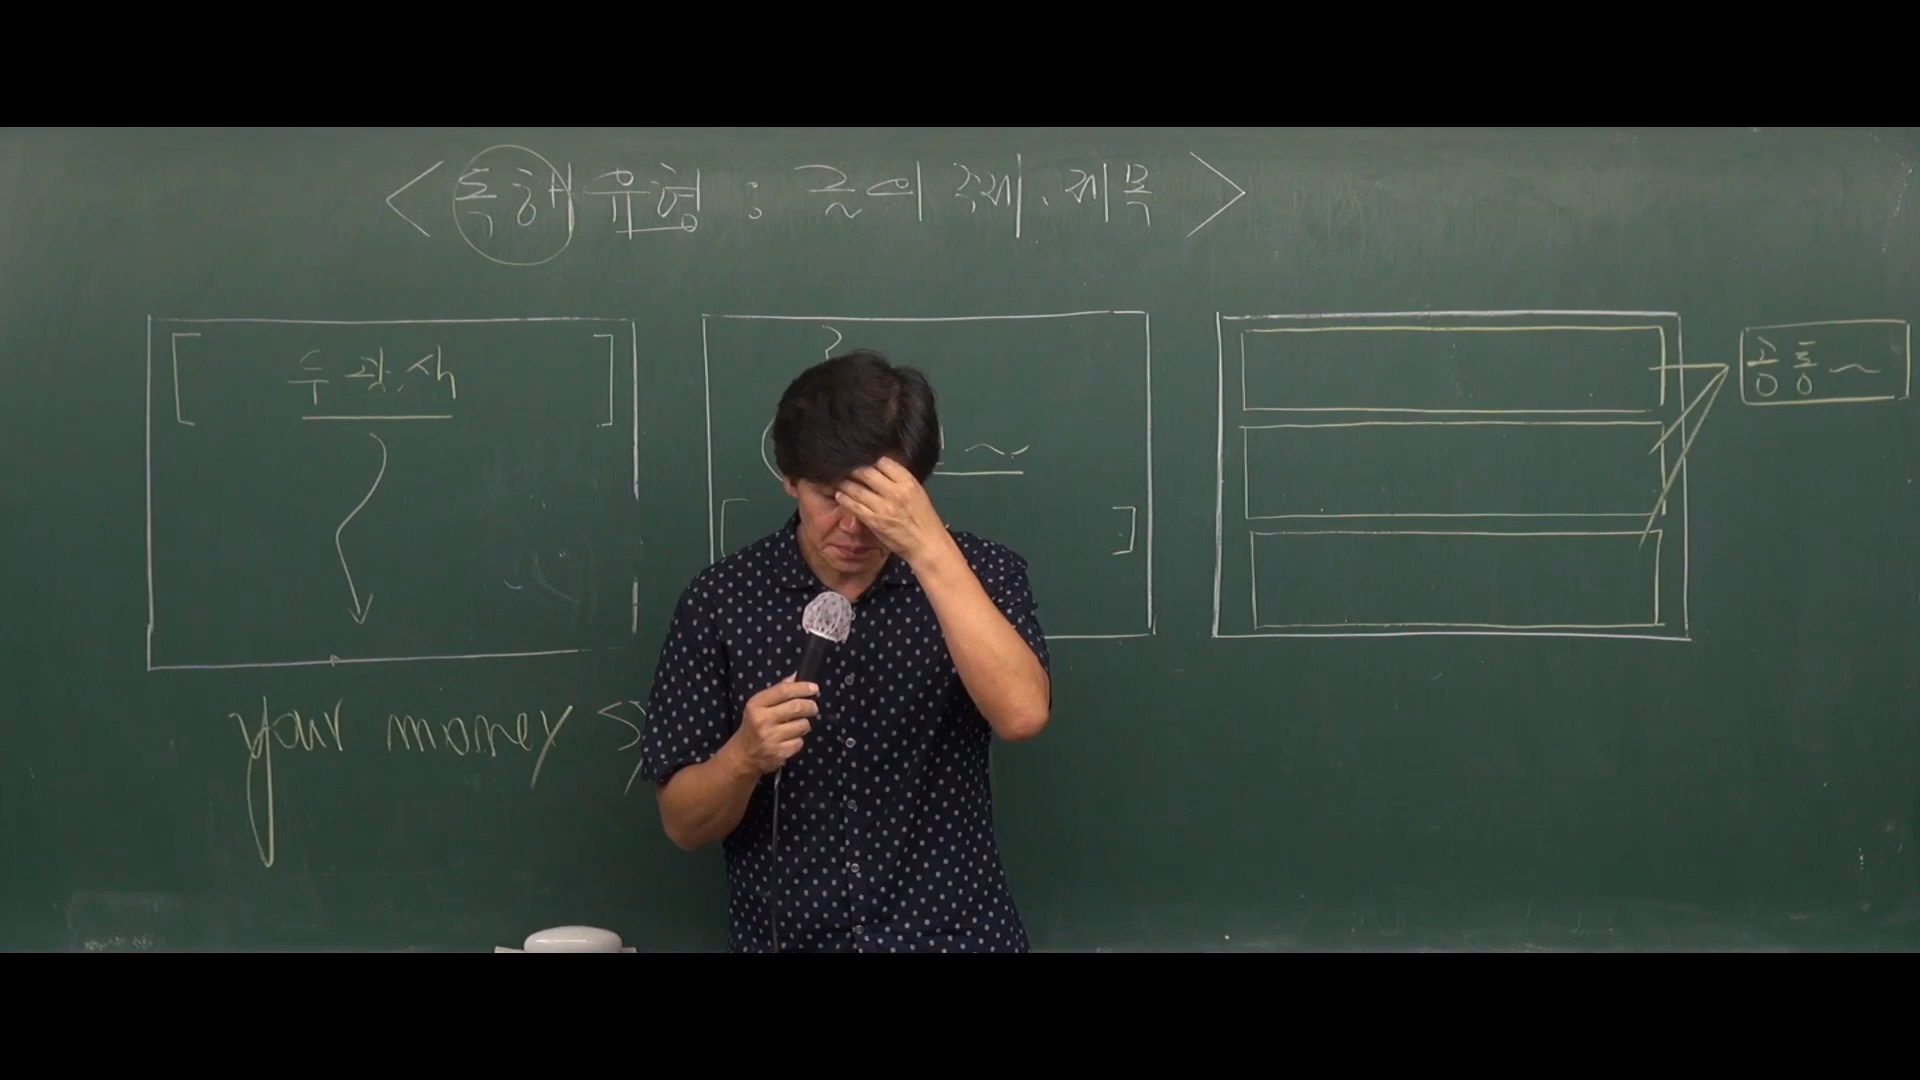 < 독해 유형 : 글의 주제, 제목 >
두괄식
공통~
your money